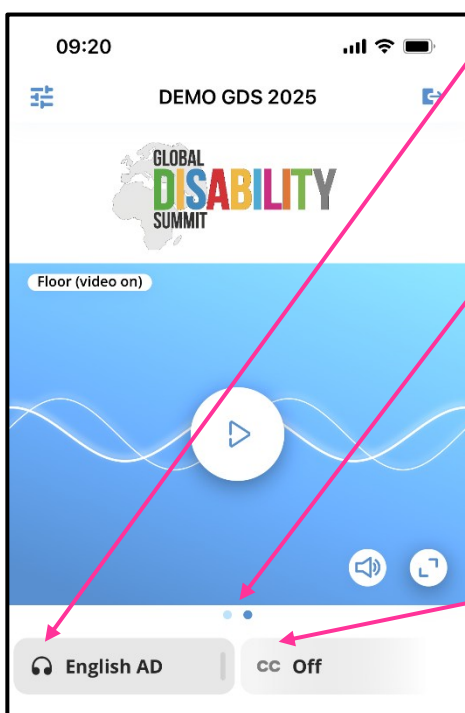 09:20
DEMO GDS 2025
GLOBAL
DISABILITY
SUMMIT
Floor (video on)
English AD
CC Off